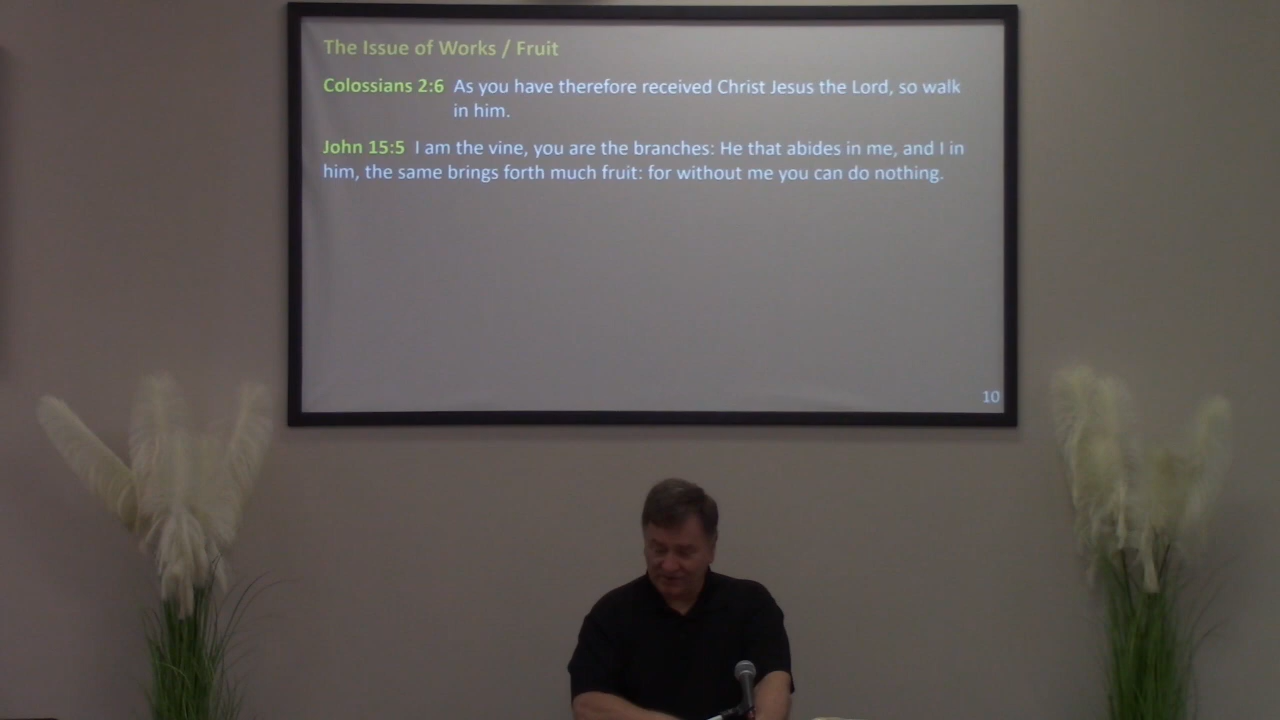 The Issue of Works / Fruit
Colossians 2:6 As you have therefore received Christ Jesus the Lord, so walk
in him.
John 15:5 I am the vine, you are the branches: He that abides in me, and I in
him, the same brings forth much fruit: for without me you can do nothing.
10